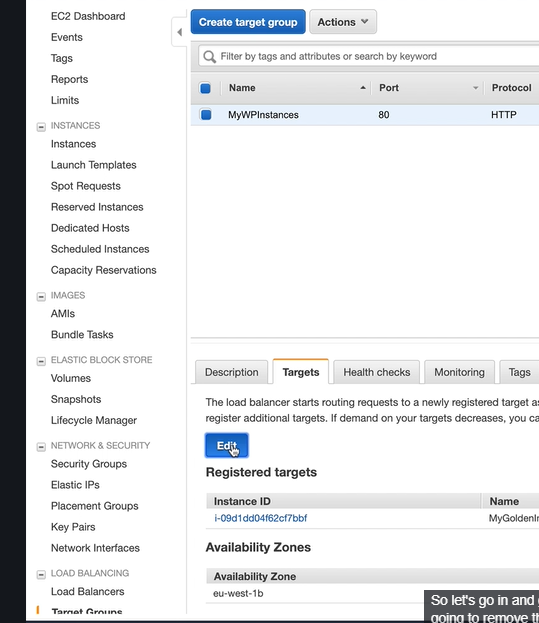 EC2 Dashboard
Events
Tags
Reports
Limits
INSTANCES
Instances
Launch Templates
Spot Requests
Reserved Instances
Dedicated Hosts
Scheduled Instances
Capacity Reservations
IMAGES
AMIs
Bundle Tasks
ELASTIC BLOCK STORE
Volumes
Snapshots
Lifecycle Manager
NETWORK & SECURITY
Security Groups
Elastic IPs
Placement Groups
Key Pairs
Network Interfaces
LOAD BALANCING
Load Balancers
Target Groups
Create target group Actions
Filter by tags and attributes or search by keyword
Name Port Protocol
MyWPInstances 80 HTTP
Description Targets Health checks Monitoring Tags
The load balancer starts routing requests to a newly registered target as
register additional targets. If demand on your targets decreases, you ca
Edit
Registered targets
Instance ID Name
i-09d1dd04f62cf7bbf MyGoldenIn
Availability Zones
Availability Zone
eu-west-1b
So let's go in and
going to remove th